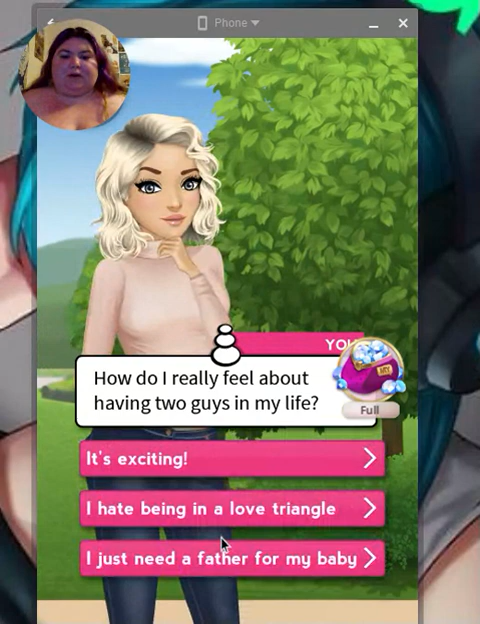 Phone
YOU
How do I really feel about
having two guys in my life?
MY
Full
It's exciting!
I hate being in a love triangle
I just need a father for my baby